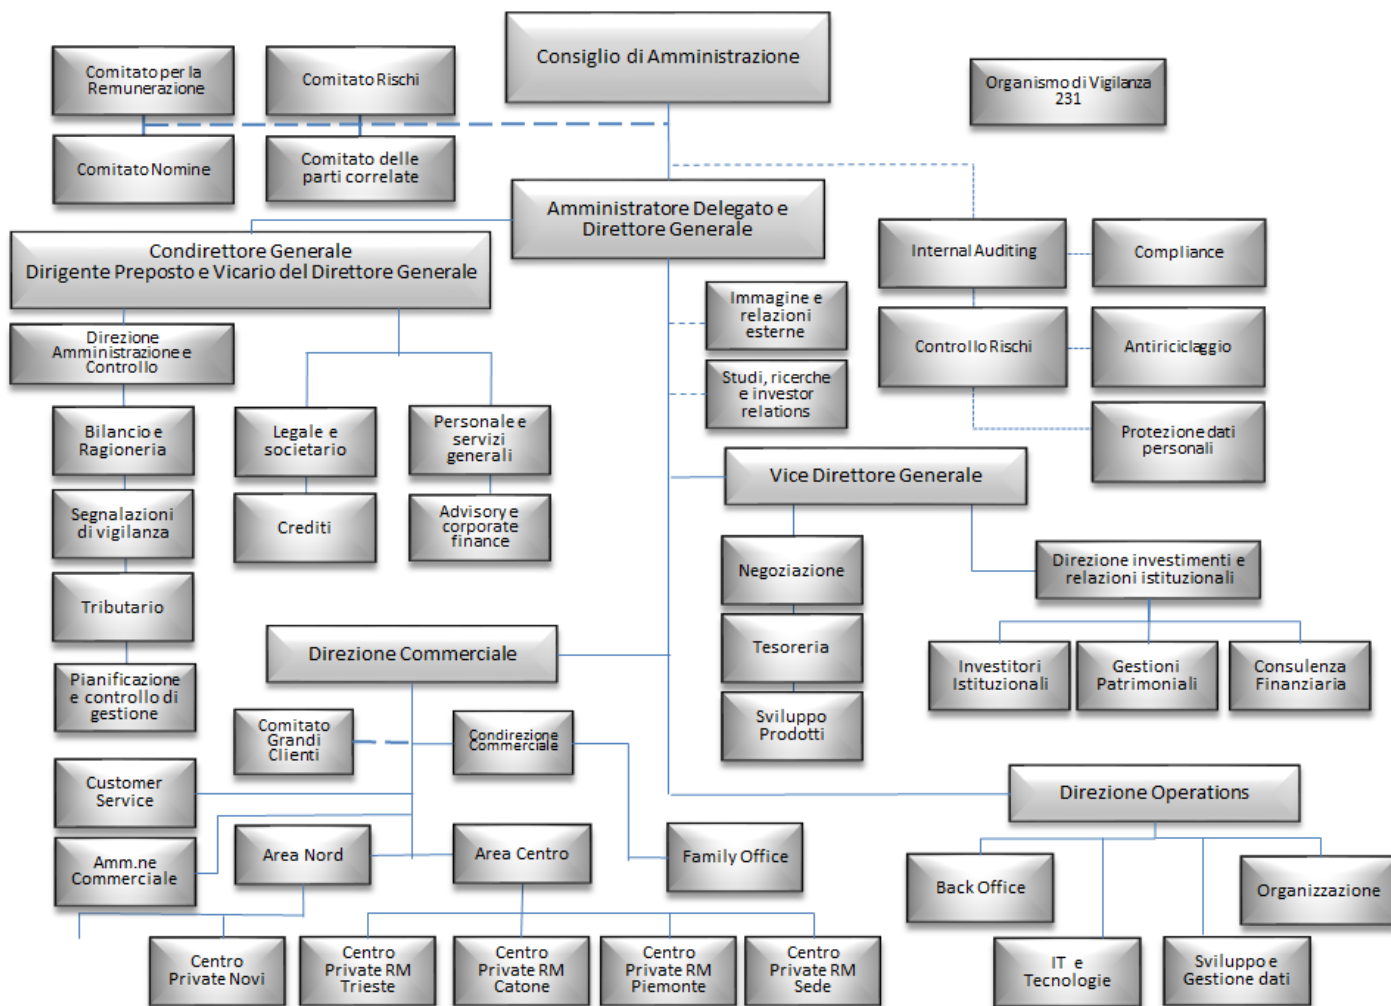 Consiglio di Amministrazione
Comitato per la
Remunerazione
Comitato Rischi
Organismo di Vigilanza
231
Comitato Nomine
Comitato delle
parti correlate
Amministratore Delegato e
Direttore Generale
Condirettore Generale
Dirigente Preposto e Vicario del Direttore Generale
Internal Auditing
Compliance
Immagine e
relazioni
esterne
Direzione
Amministrazione e
Controllo
Controllo Rischi
Antiriciclaggio
Studi, ricerche
e investor
relations
Bilancio e
Ragioneria
Legale e
societario
Personale e
servizi
generali
Protezione dati
personali
Vice Direttore Generale
Segnalazioni
di vigilanza
Crediti
Advisory e
corporate
finance
Negoziazione
Direzione investimenti e
relazioni istituzionali
Tributario
Direzione Commerciale
Tesoreria
Investitori
Istituzionali
Gestioni
Patrimoniali
Consulenza
Finanziaria
Pianificazione
e controllo di
gestione
Comitato
Grandi
Clienti
Condirezione
Commerciale
Sviluppo
Prodotti
Customer
Service
Direzione Operations
Amm.ne
Commerciale
Area Nord
Area Centro
Family Office
Back Office
Organizzazione
Centro
Private Novi
Centro
Private RM
Trieste
Centro
Private RM
Catone
Centro
Private RM
Piemonte
Centro
Private RM
Sede
IT e
Tecnologie
Sviluppo e
Gestione dati